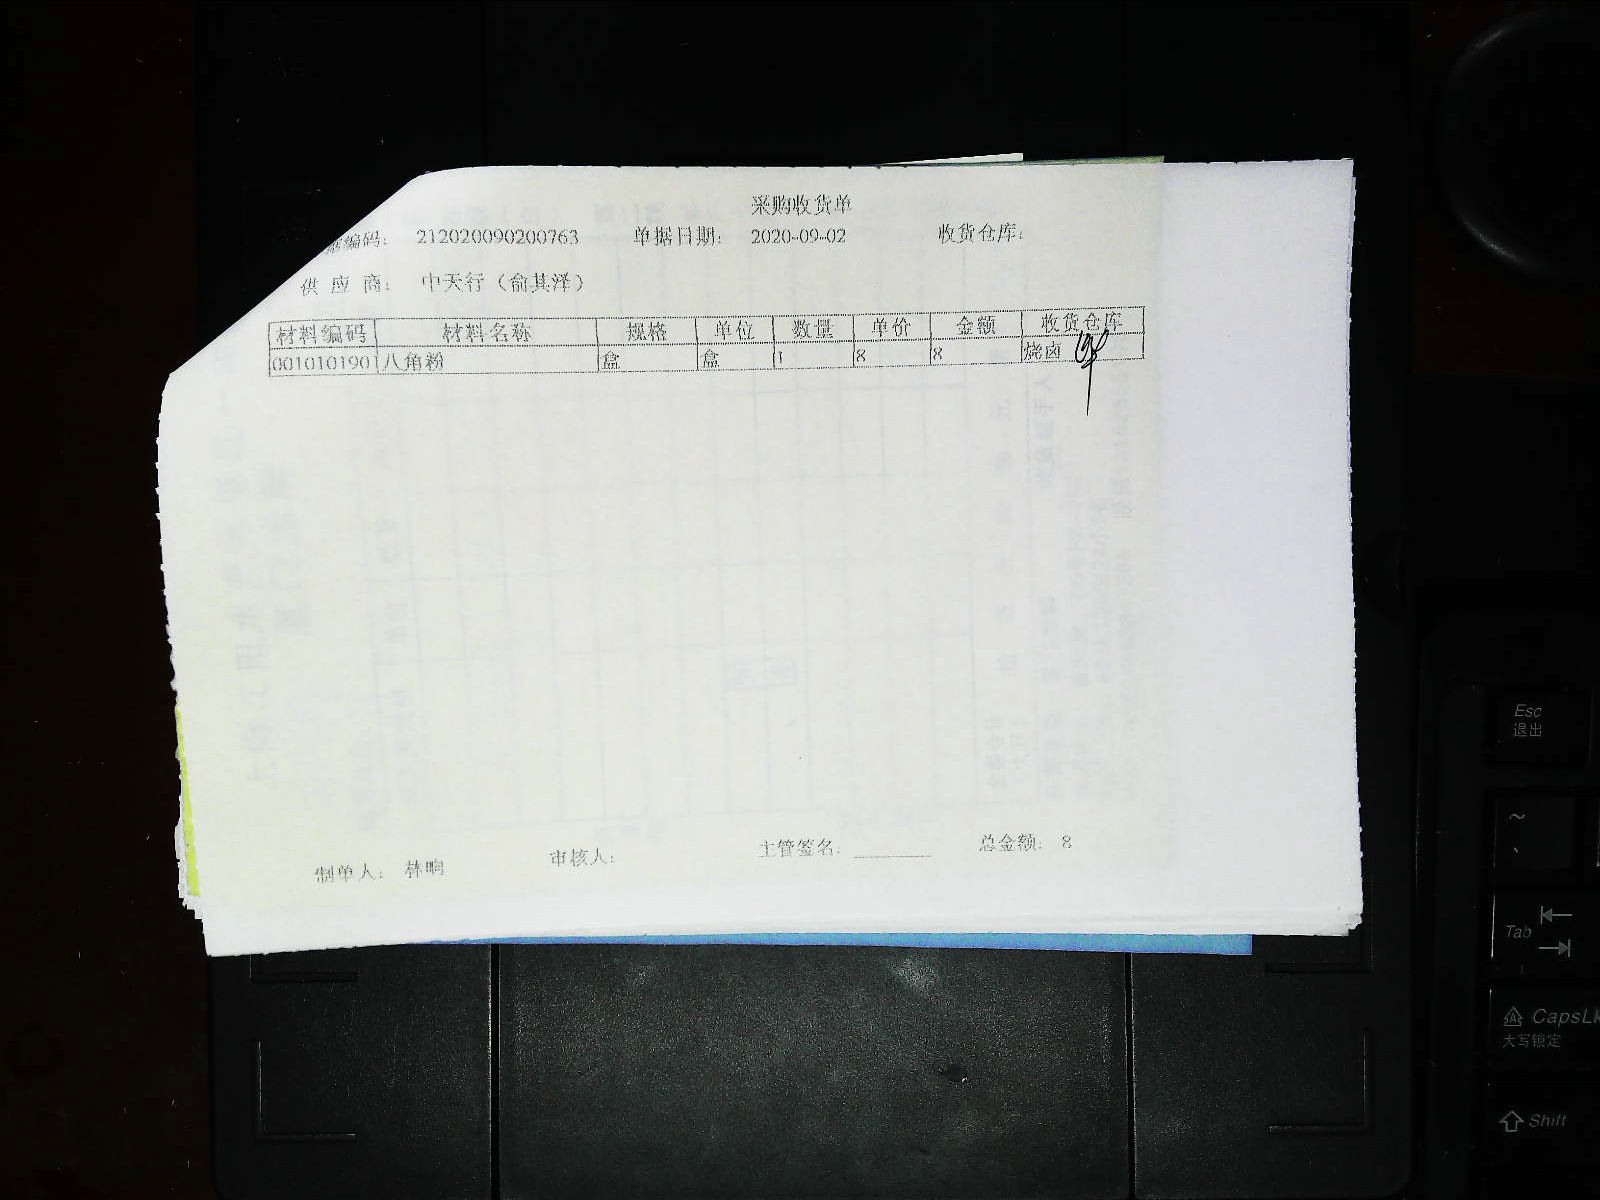 采购收货单
据编码: 212020090200763 单据日期: 2020-09-02 收货仓库:
供应商: 中天行（俞其泽）
材料编码 材料名称 规格 单位 数量 单价 金额 收货仓库
001010190 八角粉 盒 盒 1 8 8 烧卤
制单人: 林响 审核人: 主管签名: 总金额: 8
Esc
退出
~
Tab
CapsLk
大写锁定
Shift